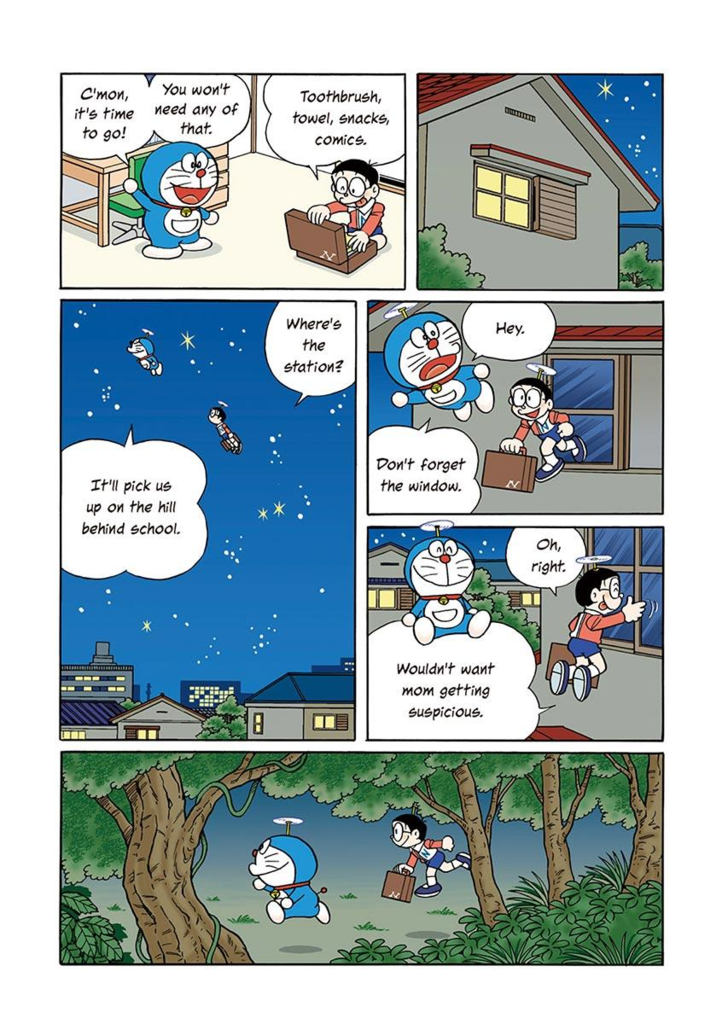 Toothbrush,
towel, snacks,
comics.
You won't
need any of
that.
C'mon,
it's time
to go!
N
Hey.
Don't forget
the window.
N
Oh,
right.
Wouldn't want
mom getting
suspicious.
Where's
the
station?
It'll pick us
up on the hill
behind school.
N
N